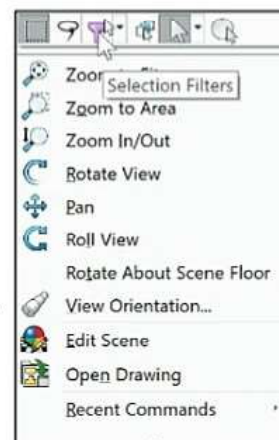 Zoom
Selection Filters
Zoom to Area
Zoom In/Out
Rotate View
Pan
Roll View
Rotate About Scene Floor
View Orientation...
Edit Scene
Open Drawing
Recent Commands